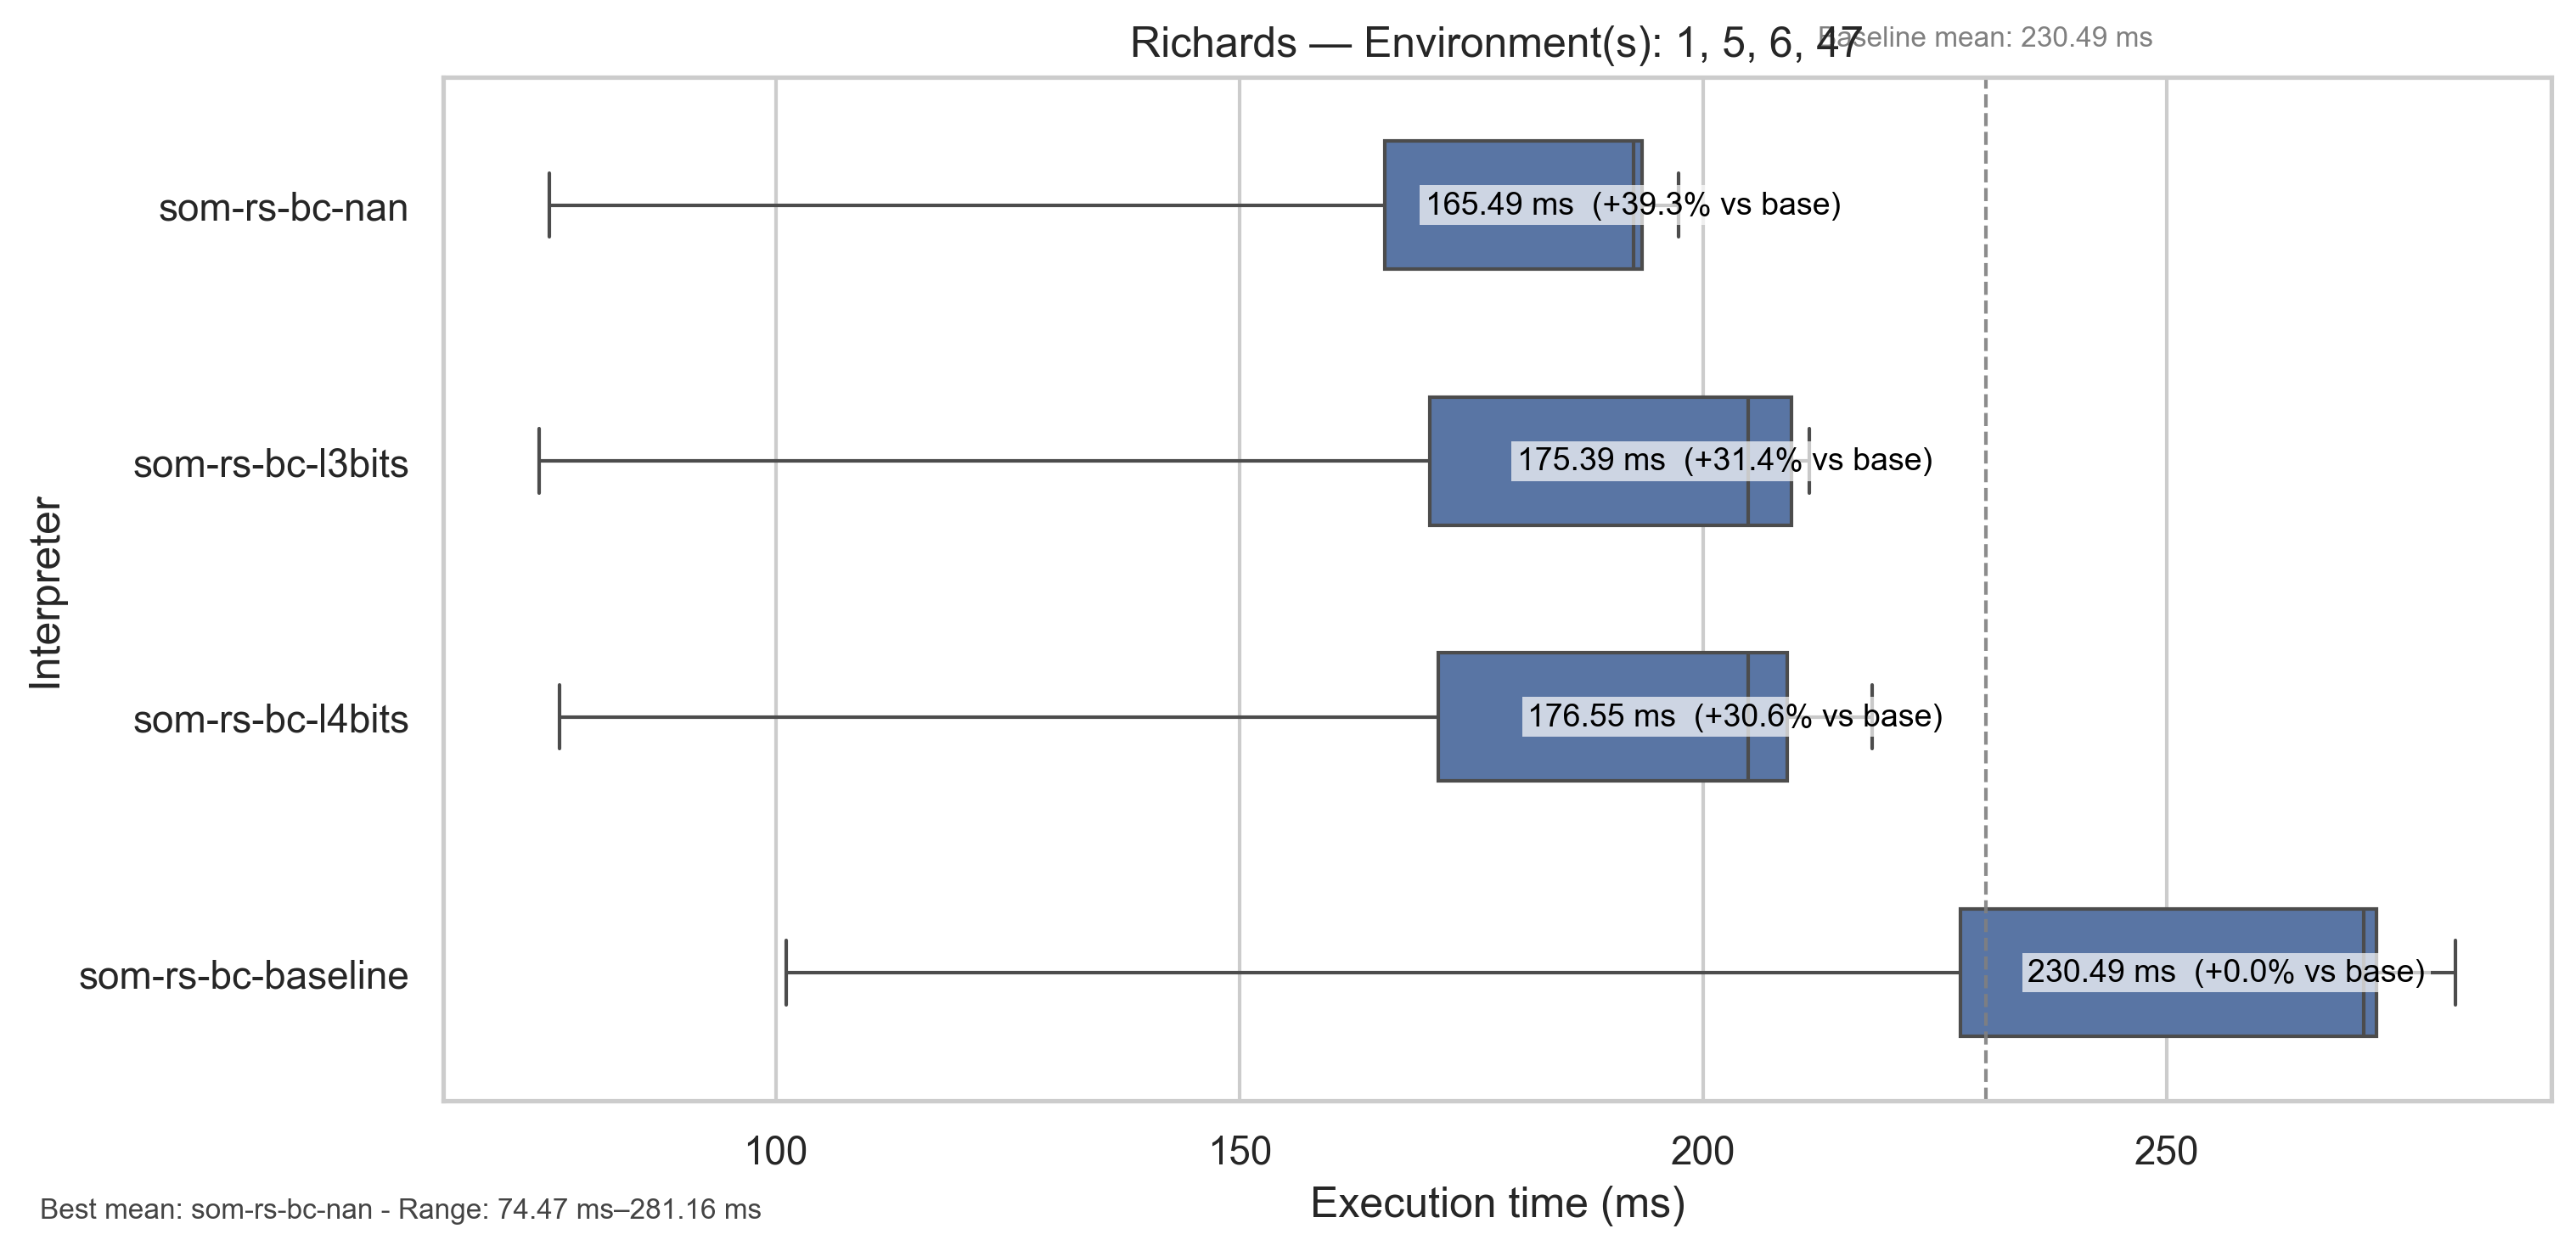 Richards — Environment(s): 1, 5, 6, 47
Baseline mean: 230.49 ms
Interpreter
som-rs-bc-nan
165.49 ms (+39.3% vs base)
som-rs-bc-l3bits
175.39 ms (+31.4% vs base)
som-rs-bc-l4bits
176.55 ms (+30.6% vs base)
som-rs-bc-baseline
230.49 ms (+0.0% vs base)
100 150 200 250
Execution time (ms)
Best mean: som-rs-bc-nan - Range: 74.47 ms–281.16 ms